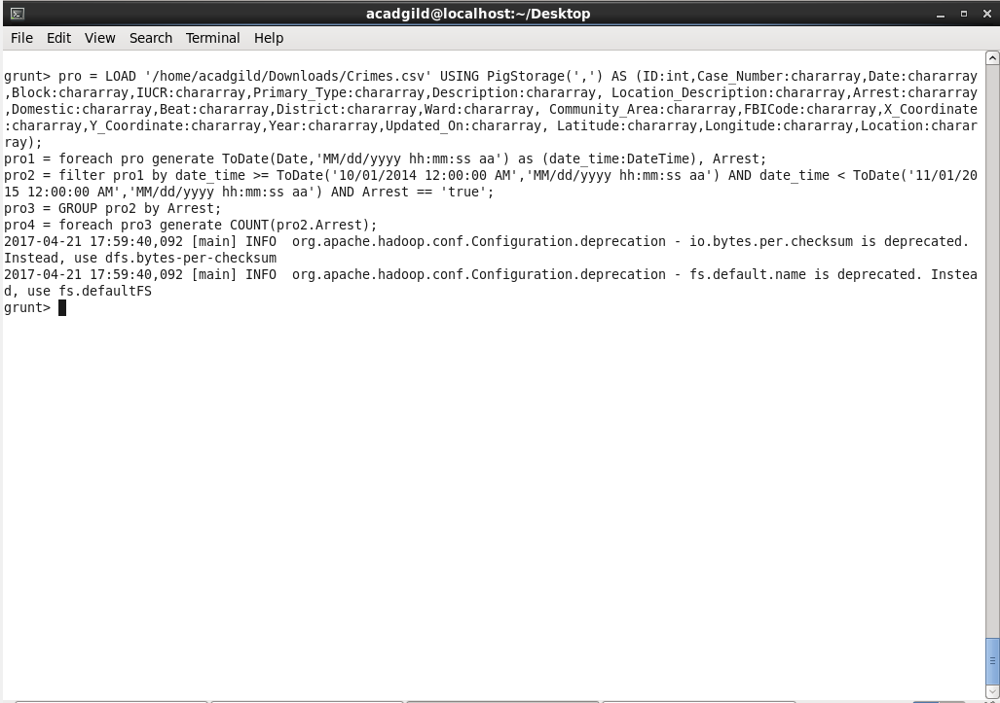 acadgild@localhost:~/Desktop
File Edit View Search Terminal Help
grunt> pro = LOAD '/home/acadgild/Downloads/Crimes.csv' USING PigStorage(',') AS (ID:int,Case_Number:chararray,Date:chararray
,Block:chararray,IUCR:chararray,Primary_Type:chararray,Description:chararray, Location_Description:chararray,Arrest:chararray
,Domestic:chararray,Beat:chararray,District:chararray,Ward:chararray, Community_Area:chararray,FBICode:chararray,X_Coordinate
:chararray,Y_Coordinate:chararray,Year:chararray,Updated_On:chararray, Latitude:chararray,Longitude:chararray,Location:charar
ray);
pro1 = foreach pro generate ToDate(Date,'MM/dd/yyyy hh:mm:ss aa') as (date_time:DateTime), Arrest;
pro2 = filter pro1 by date_time >= ToDate('10/01/2014 12:00:00 AM','MM/dd/yyyy hh:mm:ss aa') AND date_time < ToDate('11/01/20
15 12:00:00 AM','MM/dd/yyyy hh:mm:ss aa') AND Arrest == 'true';
pro3 = GROUP pro2 by Arrest;
pro4 = foreach pro3 generate COUNT(pro2.Arrest);
2017-04-21 17:59:40,092 [main] INFO  org.apache.hadoop.conf.Configuration.deprecation - io.bytes.per.checksum is deprecated.
Instead, use dfs.bytes-per-checksum
2017-04-21 17:59:40,092 [main] INFO  org.apache.hadoop.conf.Configuration.deprecation - fs.default.name is deprecated. Instea
d, use fs.defaultFS
grunt>